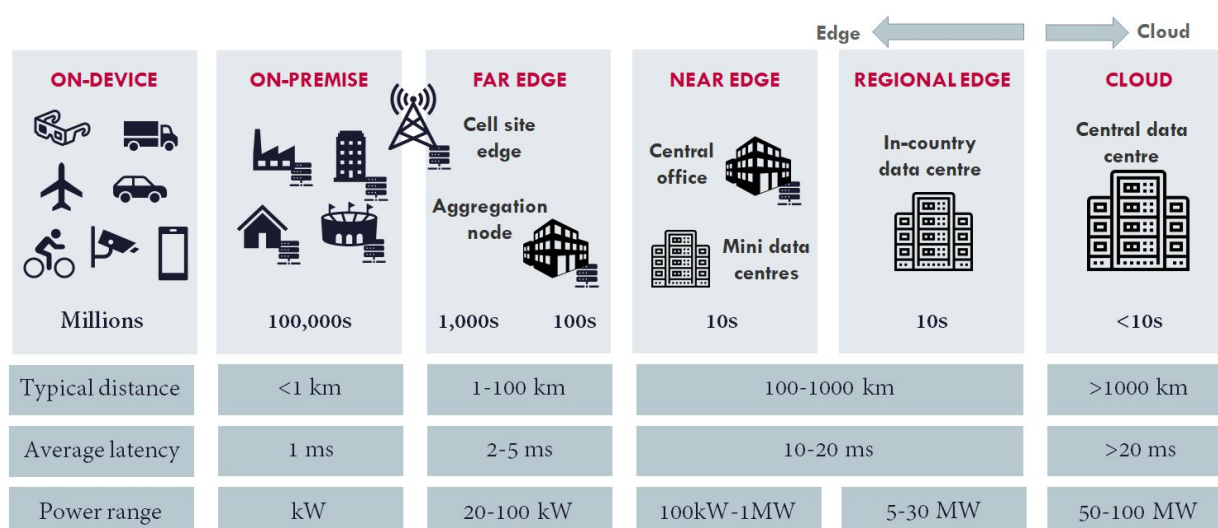 Edge
Cloud
ON-DEVICE
ON-PREMISE
FAR EDGE
NEAR EDGE
REGIONAL EDGE
CLOUD
Cell site
edge
Aggregation
node
Central
office
Mini data
centres
In-country
data centre
Central data
centre
Millions
100,000s
1,000s
100s
10s
10s
<10s
Typical distance
<1 km
1-100 km
100-1000 km
>1000 km
Average latency
1 ms
2-5 ms
10-20 ms
>20 ms
Power range
kW
20-100 kW
100kW-1MW
5-30 MW
50-100 MW